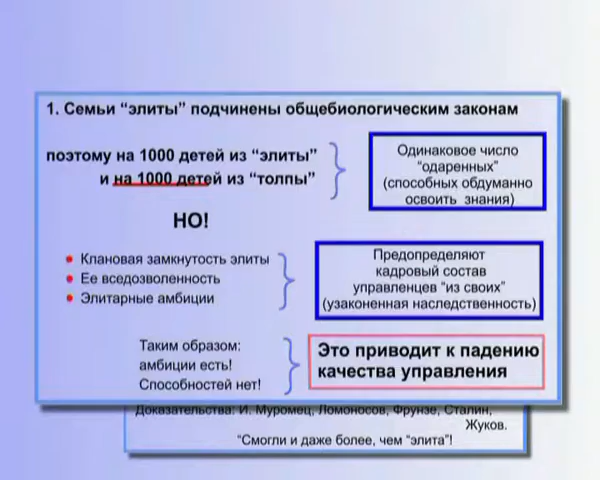 1. Семьи “элиты” подчинены общебиологическим законам
поэтому на 1000 детей из “элиты”
и на 1000 детей из “толпы”
Одинаковое число
“одаренных”
(способных обдуманно
освоить знания)
НО!
Клановая замкнутость элиты
Ее вседозволенность
Элитарные амбиции
Предопределяют
кадровый состав
управленцев “из своих”
(узаконенная наследственность)
Таким образом:
амбиции есть!
Способностей нет!
Это приводит к падению
качества управления
Доказательства: И. Муромец, Ломоносов, Фрунзе, Сталин,
Жуков.
“Смогли и даже более, чем “элита”!